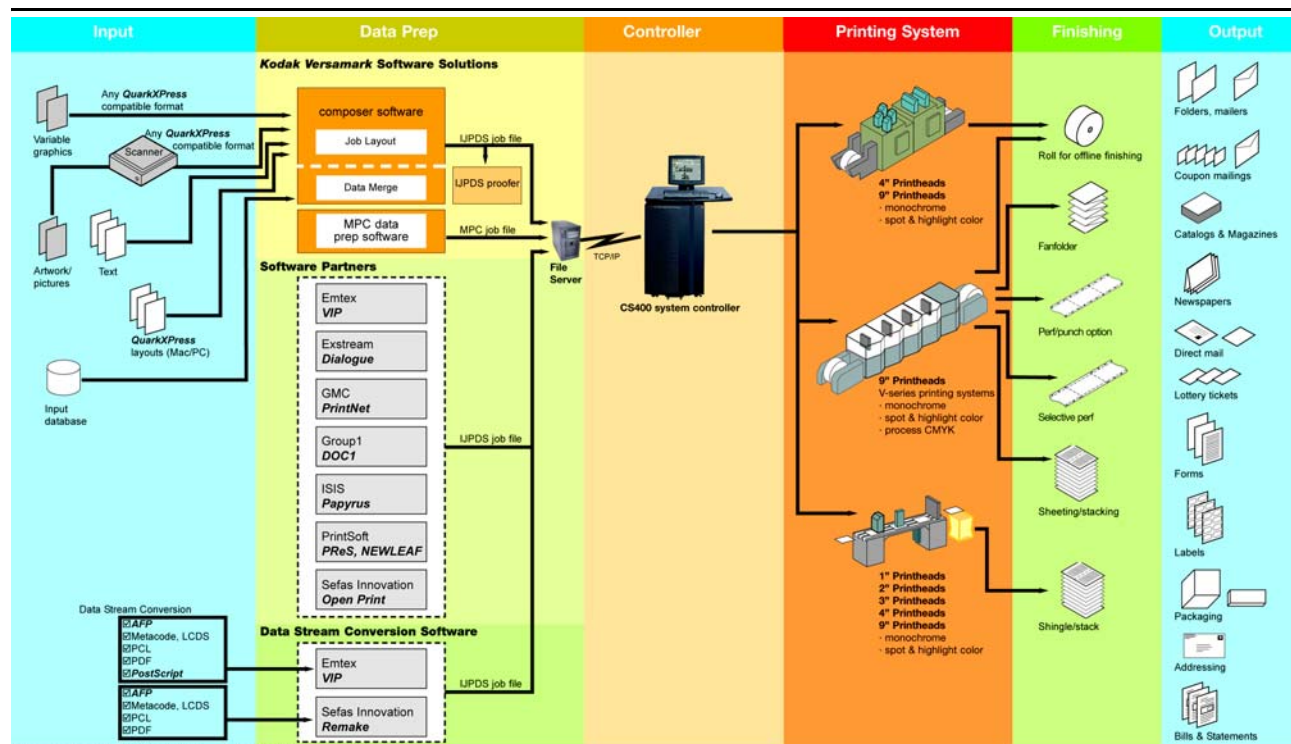 Input
Data Prep
Controller
Printing System
Finishing
Output
Kodak Versamark Software Solutions
Any QuarkXPress
compatible format
Variable
graphics
Any QuarkXPress
compatible format
Scanner
Artwork/
pictures
Text
QuarkXPress
layouts (Mac/PC)
Input
database
composer software
Job Layout
Data Merge
MPC data
prep software
IJPDS job file
IJPDS proofer
MPC job file
File
Server
TCP/IP
CS400 system controller
Software Partners
Emtex
VIP
Exstream
Dialogue
GMC
PrintNet
Group1
DOC1
ISIS
Papyrus
PrintSoft
PReS, NEWLEAF
Sefas Innovation
Open Print
IJPDS job file
Data Stream Conversion
☑AFP
☑Metacode, LCDS
☑PCL
☑PDF
☑PostScript
☑AFP
☑Metacode, LCDS
☑PCL
☑PDF
Data Stream Conversion Software
Emtex
VIP
Sefas Innovation
Remake
IJPDS job file
4" Printheads
9" Printheads
· monochrome
· spot & highlight color
9" Printheads
V-series printing systems
· monochrome
· spot & highlight color
· process CMYK
1" Printheads
2" Printheads
3" Printheads
4" Printheads
9" Printheads
· monochrome
· spot & highlight color
Roll for offline finishing
Fanfolder
Perf/punch option
Selective perf
Sheeting/stacking
Shingle/stack
Folders, mailers
Coupon mailings
Catalogs & Magazines
Newspapers
Direct mail
Lottery tickets
Forms
Labels
Packaging
Addressing
Bills & Statements